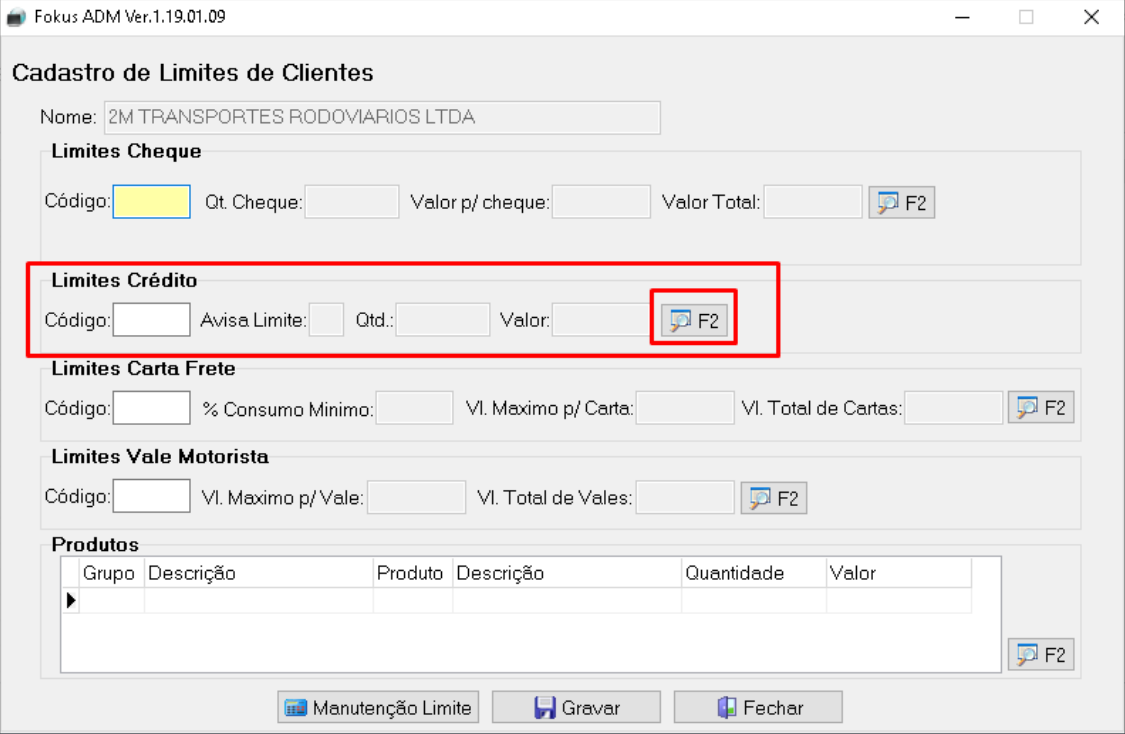 Fokus ADM Ver.1.19.01.09
Cadastro de Limites de Clientes
Nome: 2M TRANSPORTES RODOVIARIOS LTDA
Limites Cheque
Código: Qt. Cheque: Valor p/ cheque: Valor Total: F2
Limites Crédito
Código: Avisa Limite: Qtd.: Valor: F2
Limites Carta Frete
Código: % Consumo Minimo: Vl. Maximo p/ Carta: Vl. Total de Cartas: F2
Limites Vale Motorista
Código: Vl. Maximo p/ Vale: Vl. Total de Vales: F2
Produtos
Grupo Descrição Produto Descrição Quantidade Valor
F2
Manutenção Limite Gravar Fechar